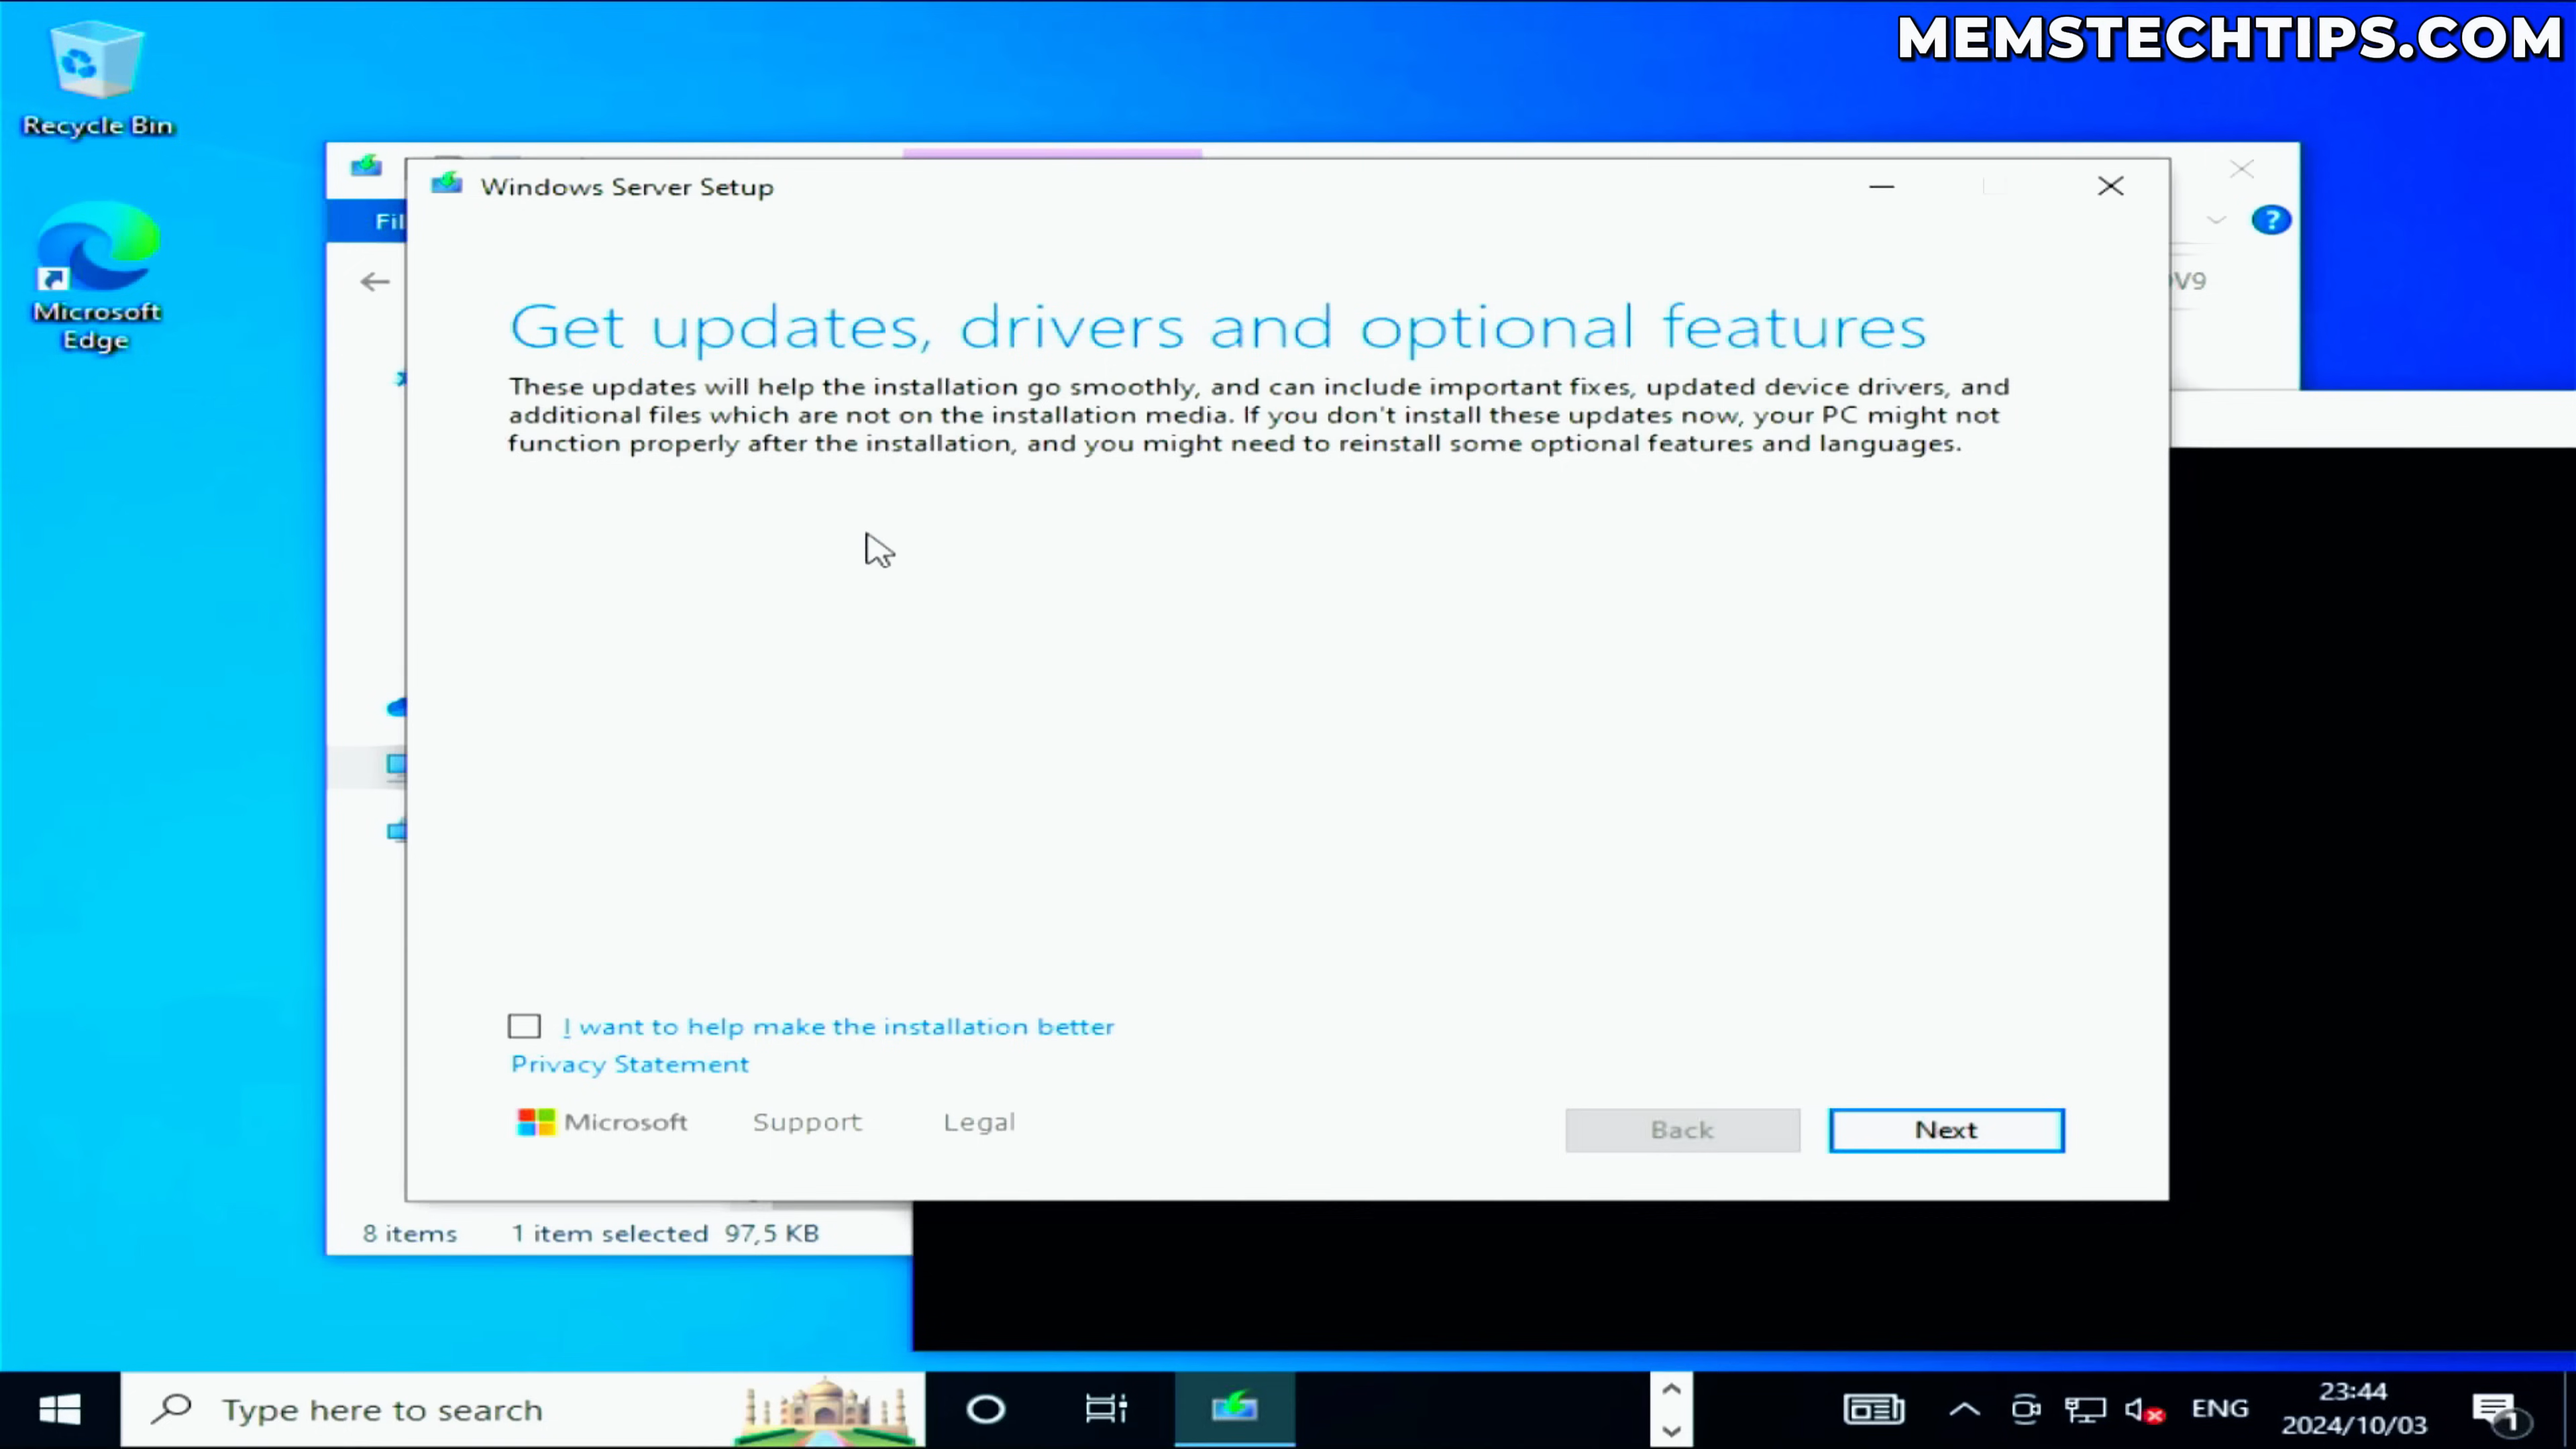 MEMSTECHTIPS.COM
Recycle Bin
Microsoft
Edge
Windows Server Setup
Fil
V9
Get updates, drivers and optional features
These updates will help the installation go smoothly, and can include important fixes, updated device drivers, and
additional files which are not on the installation media. If you don't install these updates now, your PC might not
function properly after the installation, and you might need to reinstall some optional features and languages.
I want to help make the installation better
Privacy Statement
Microsoft Support Legal
Back Next
8 items 1 item selected 97,5 KB
Type here to search
ENG
23:44
2024/10/03
1